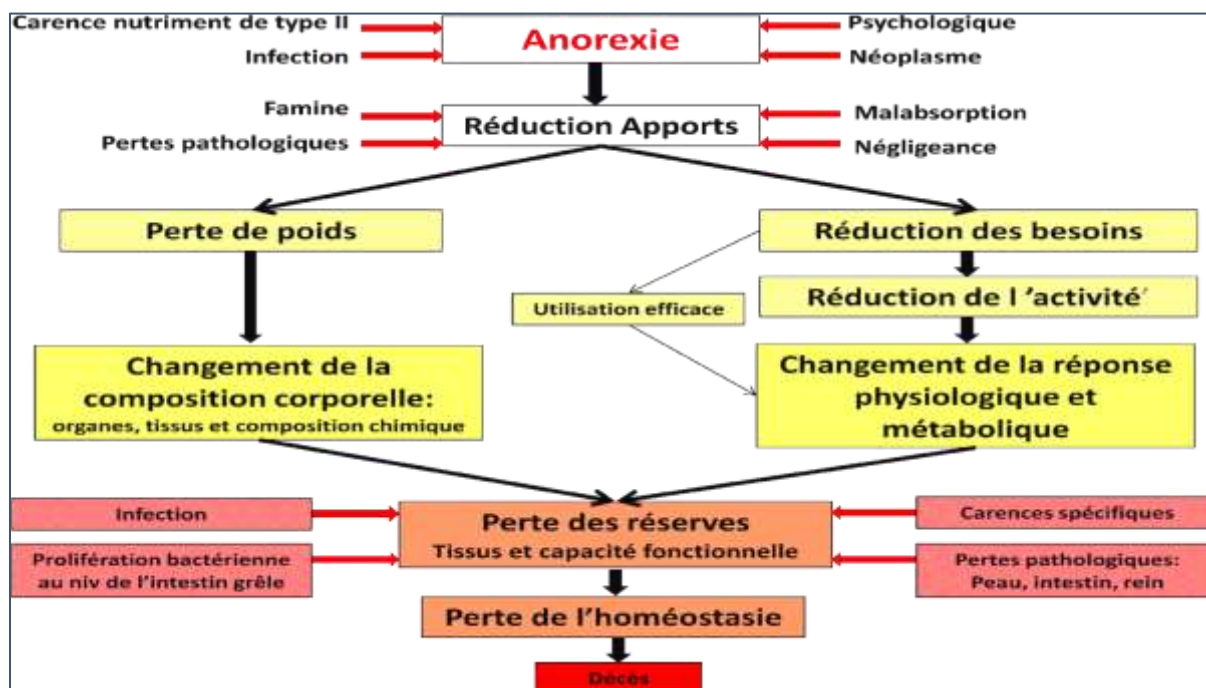 Carence nutriment de type II
Infection
Anorexie
Psychologique
Néoplasme
Famine
Pertes pathologiques
Réduction Apports
Malabsorption
Négligeance
Perte de poids
Réduction des besoins
Utilisation efficace
Réduction de l 'activité'
Changement de la
composition corporelle:
organes, tissus et composition chimique
Changement de la réponse
physiologique et
métabolique
Infection
Prolifération bactérienne
au niv de l'intestin grêle
Perte des réserves
Tissus et capacité fonctionnelle
Carences spécifiques
Pertes pathologiques:
Peau, intestin, rein
Perte de l'homéostasie
Décès